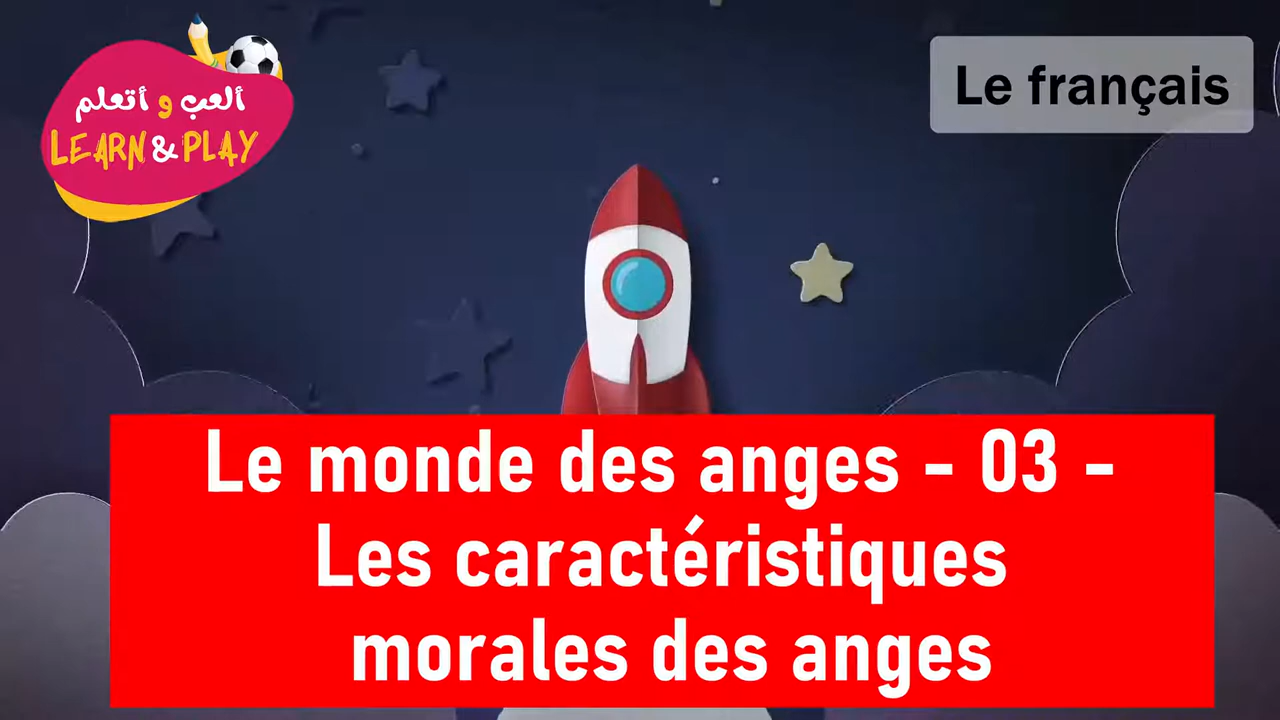 ألعب و أتعلم
LEARN & PLAY
Le français
Le monde des anges - 03 -
Les caractéristiques
morales des anges